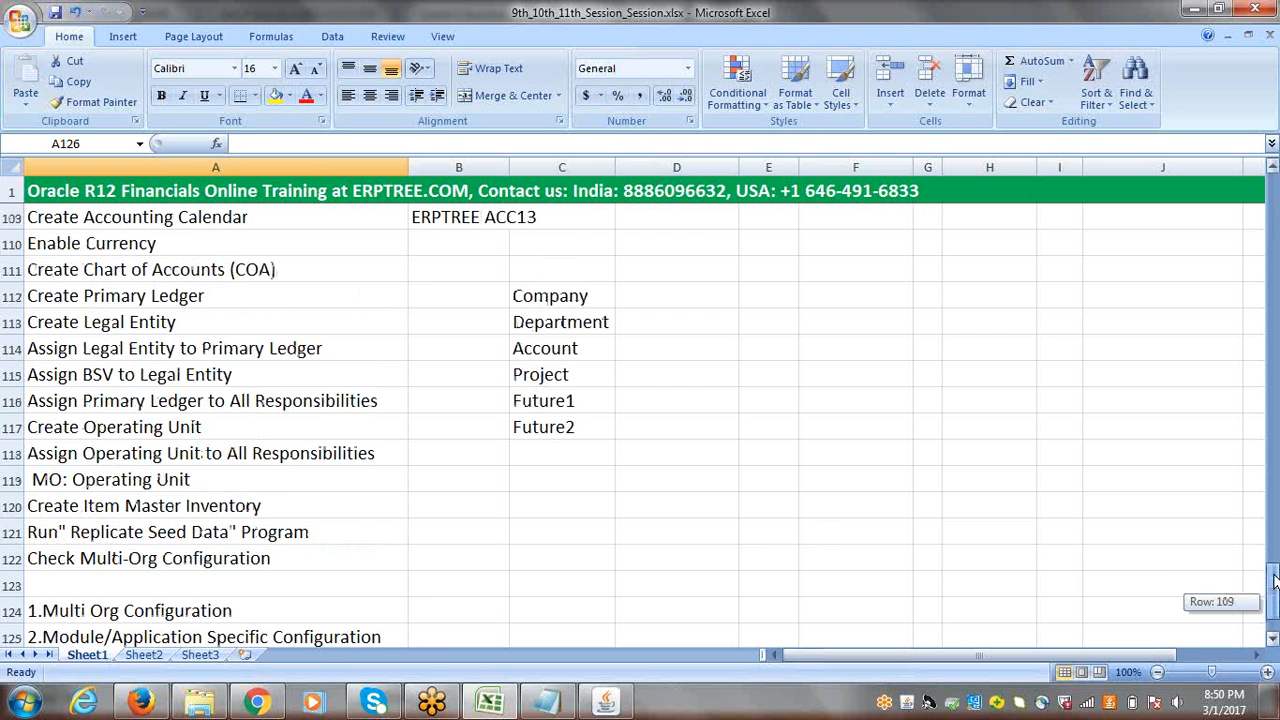 9th_10th_11th_Session_Session.xlsx - Microsoft Excel
Home Insert Page Layout Formulas Data Review View
Paste Cut Copy Format Painter Clipboard
Calibri 16 A A B I U A Font
Wrap Text Merge & Center Alignment
General $ % , Number
Conditional Formatting Format as Table Cell Styles Styles
Insert Delete Format Cells
Σ AutoSum Fill Clear Sort & Filter Find & Select Editing
A126 fx
A B C D E F G H I J
1 Oracle R12 Financials Online Training at ERPTREE.COM, Contact us: India: 8886096632, USA: +1 646-491-6833
109 Create Accounting Calendar ERPTREE ACC13
110 Enable Currency
111 Create Chart of Accounts (COA)
112 Create Primary Ledger Company
113 Create Legal Entity Department
114 Assign Legal Entity to Primary Ledger Account
115 Assign BSV to Legal Entity Project
116 Assign Primary Ledger to All Responsibilities Future1
117 Create Operating Unit Future2
118 Assign Operating Unit to All Responsibilities
119 MO: Operating Unit
120 Create Item Master Inventory
121 Run" Replicate Seed Data" Program
122 Check Multi-Org Configuration
123
124 1.Multi Org Configuration
125 2.Module/Application Specific Configuration
Row: 109
Sheet1 Sheet2 Sheet3
Ready 100%
8:50 PM
3/1/2017